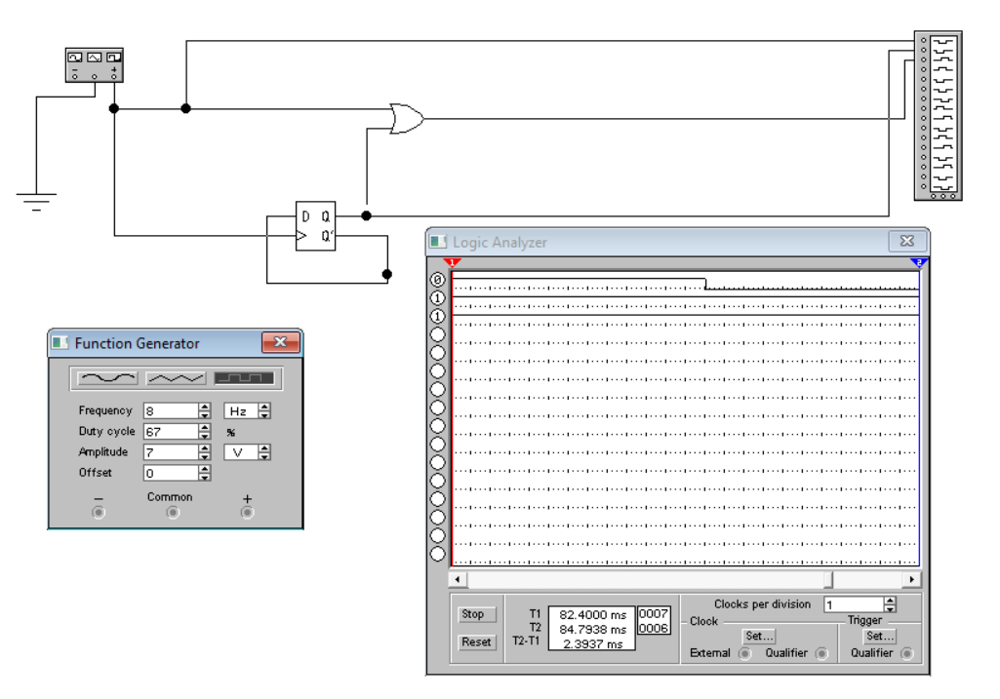 - +
D Q
Q'
Logic Analyzer
1 2
0
1
1
Function Generator
Frequency 8 Hz
Duty cycle 67 %
Amplitude 7 V
Offset 0
- Common +
Clocks per division 1
Stop T1 82.4000 ms 0007 Clock Trigger
T2 84.7938 ms 0006 Set... Set...
Reset T2-T1 2.3937 ms
External Qualifier Qualifier